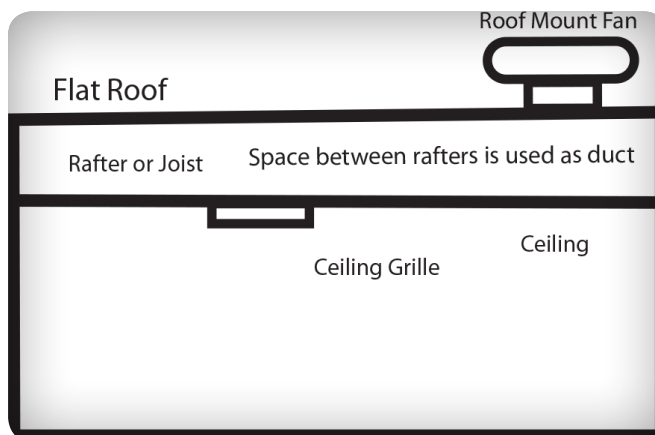 Roof Mount Fan
Flat Roof
Rafter or Joist
Space between rafters is used as duct
Ceiling
Ceiling Grille